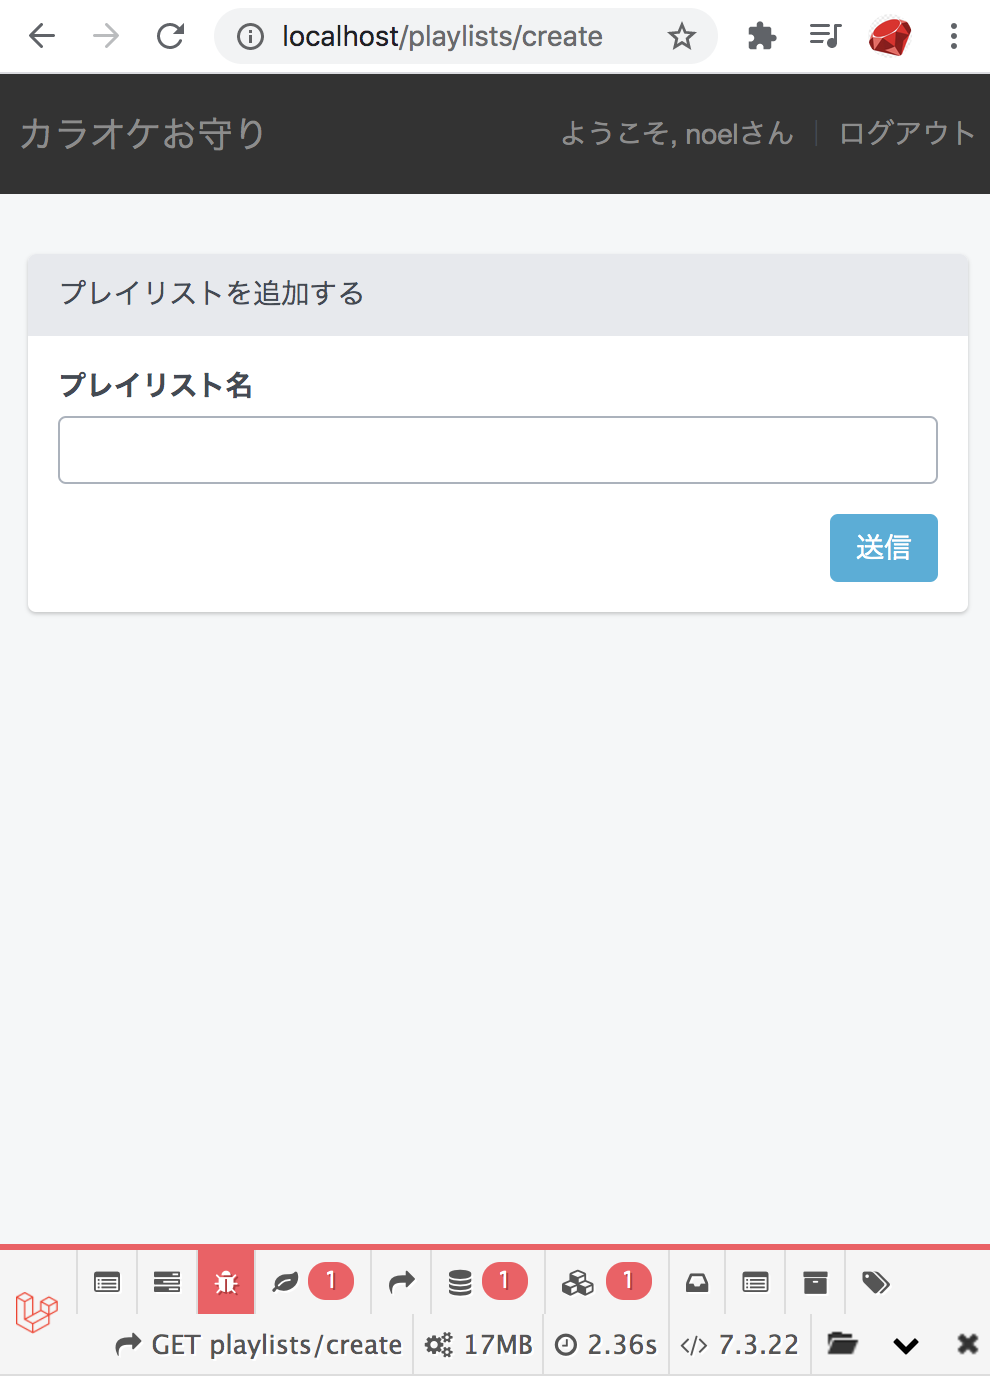 localhost/playlists/create
カラオケお守り
ようこそ, noelさん
ログアウト
プレイリストを追加する
プレイリスト名
送信
1 1 1
GET playlists/create 17MB 2.36s 7.3.22